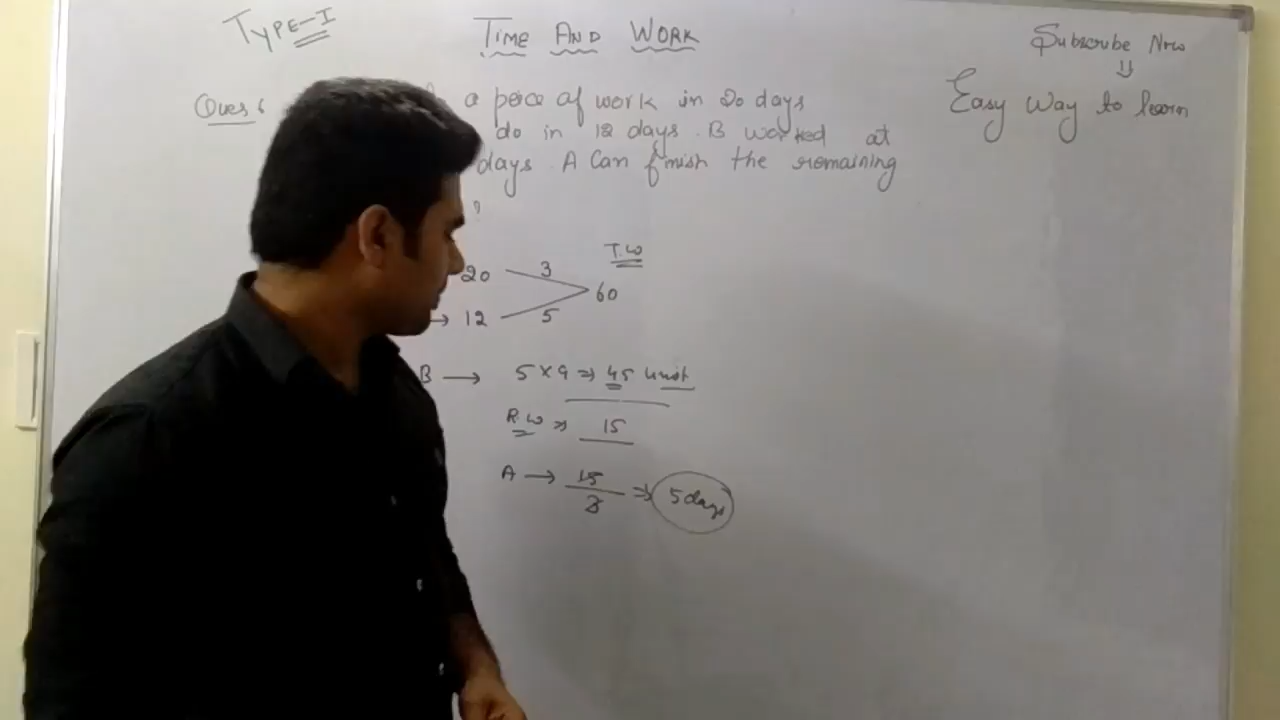 TYPE-I
TIME AND WORK
Subscribe Now
⇓
Easy Way to learn
Ques 6 a peice of work in 20 days
do in 12 days. B worked at
days. A Can finish the remaining
?
20 3 T.W
60
→ 12 5
B → 5 × 9 ⇒ 45 unit
R.W ⇒ 15
A → 15/3 ⇒ 5 days